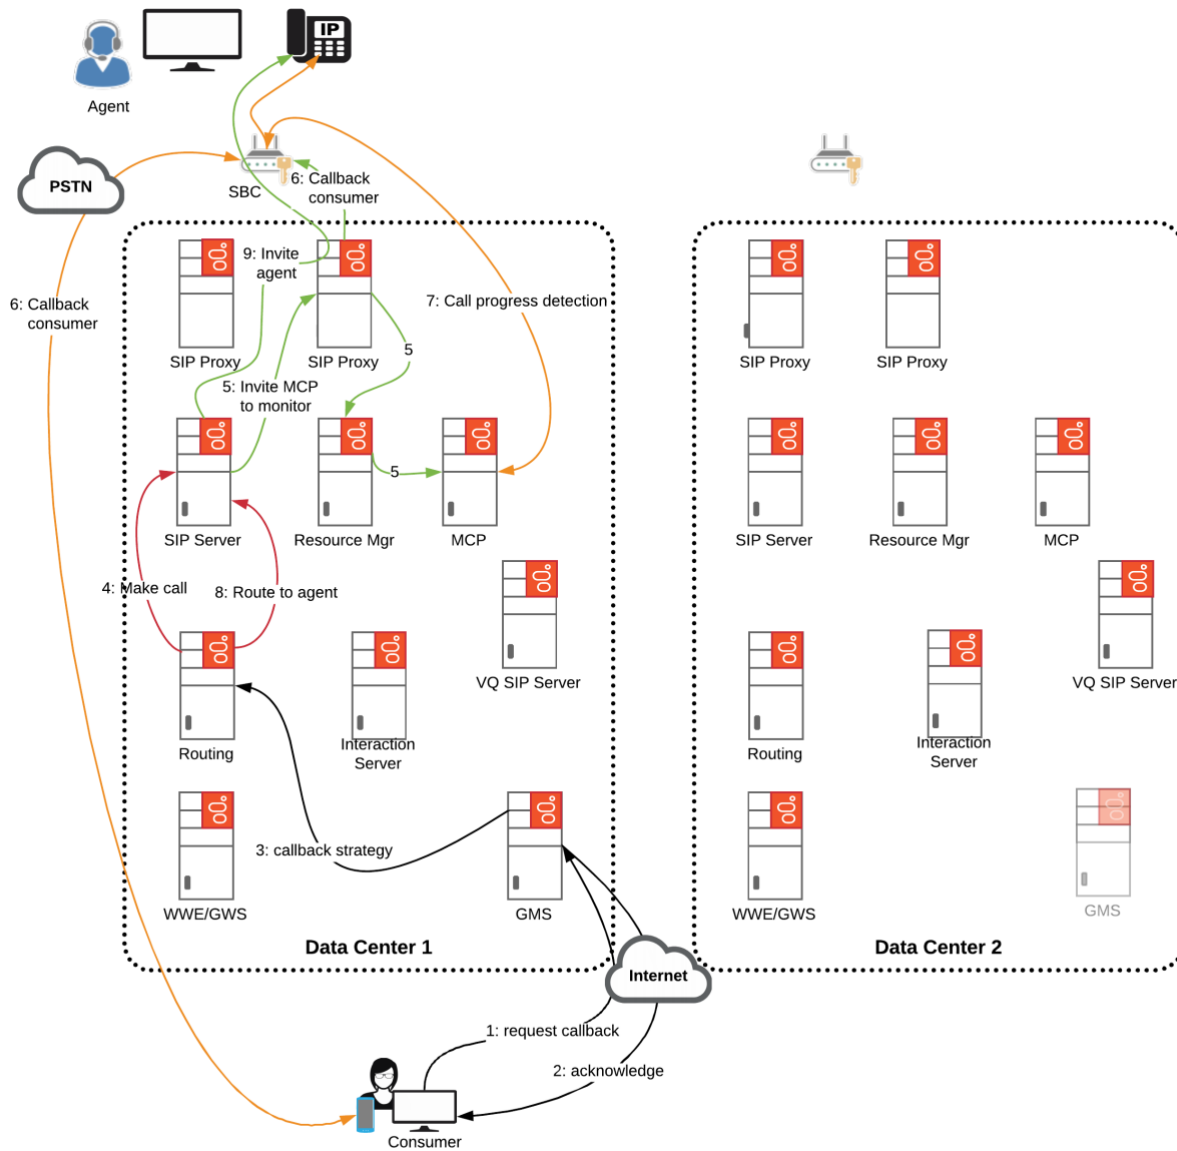 IP
Agent
PSTN
SBC
6: Callback
consumer
9: Invite
agent
6: Callback
consumer
7: Call progress detection
SIP Proxy
SIP Proxy
5
5: Invite MCP
to monitor
5
SIP Server
Resource Mgr
MCP
4: Make call
8: Route to agent
VQ SIP Server
Routing
Interaction
Server
3: callback strategy
WWE/GWS
GMS
Data Center 1
SIP Proxy
SIP Proxy
SIP Server
Resource Mgr
MCP
VQ SIP Server
Routing
Interaction
Server
WWE/GWS
GMS
Data Center 2
Internet
1: request callback
2: acknowledge
Consumer